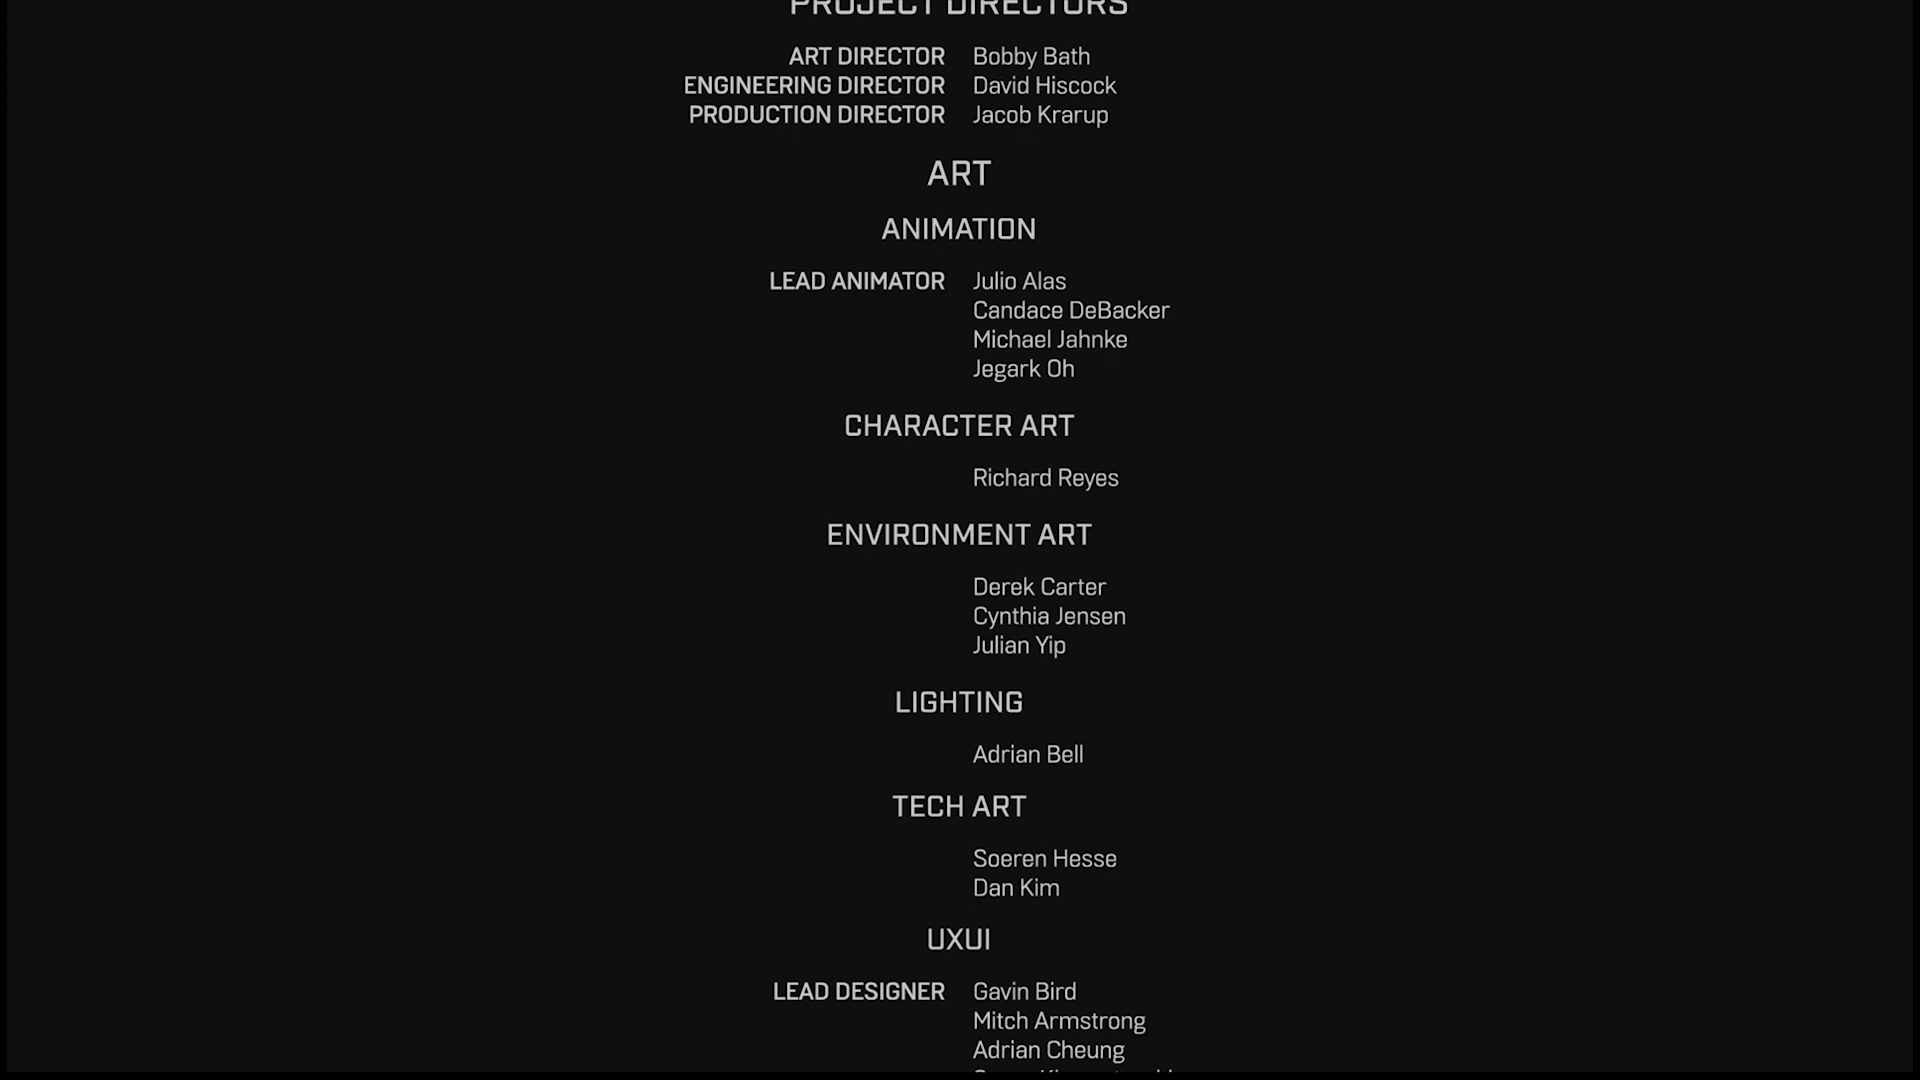 PROJECT DIRECTORS
ART DIRECTOR Bobby Bath
ENGINEERING DIRECTOR David Hiscock
PRODUCTION DIRECTOR Jacob Krarup
ART
ANIMATION
LEAD ANIMATOR Julio Alas
Candace DeBacker
Michael Jahnke
Jegark Oh
CHARACTER ART
Richard Reyes
ENVIRONMENT ART
Derek Carter
Cynthia Jensen
Julian Yip
LIGHTING
Adrian Bell
TECH ART
Soeren Hesse
Dan Kim
UXUI
LEAD DESIGNER Gavin Bird
Mitch Armstrong
Adrian Cheung